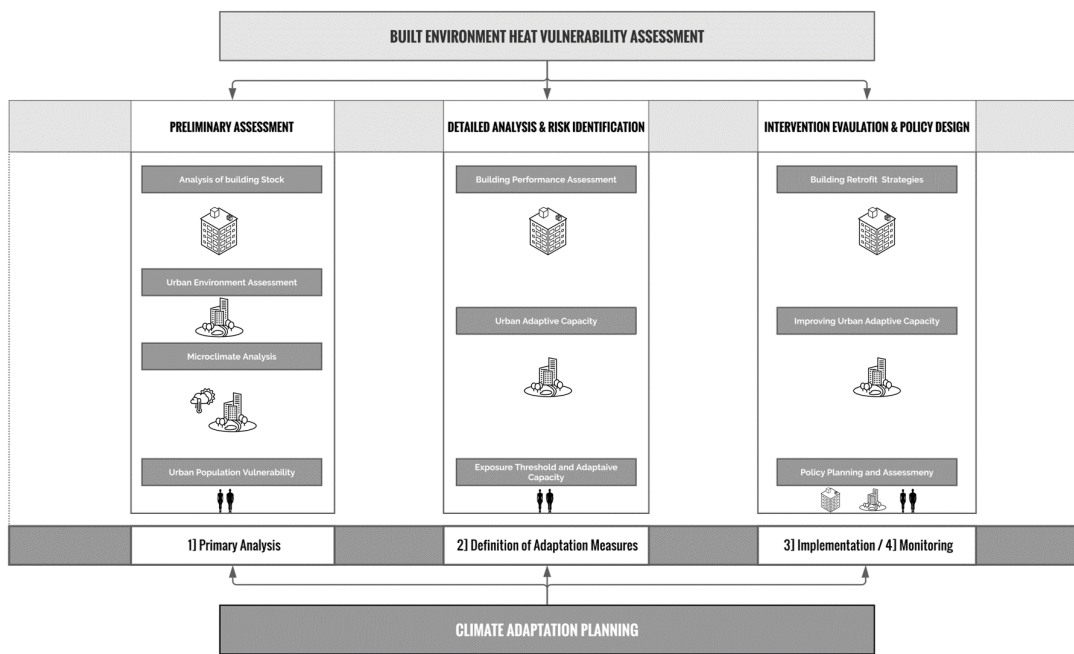 BUILT ENVIRONMENT HEAT VULNERABILITY ASSESSMENT
PRELIMINARY ASSESSMENT
DETAILED ANALYSIS & RISK IDENTIFICATION
INTERVENTION EVAULATION & POLICY DESIGN
Analysis of building Stock
Urban Environment Assessment
Microclimate Analysis
Urban Population Vulnerability
Building Performance Assessment
Urban Adaptive Capacity
Exposure Threshold and Adaptaive
Capacity
Building Retrofit Strategies
Improving Urban Adaptive Capacity
Policy Planning and Assessmeny
1] Primary Analysis
2] Definition of Adaptation Measures
3] Implementation / 4] Monitoring
CLIMATE ADAPTATION PLANNING